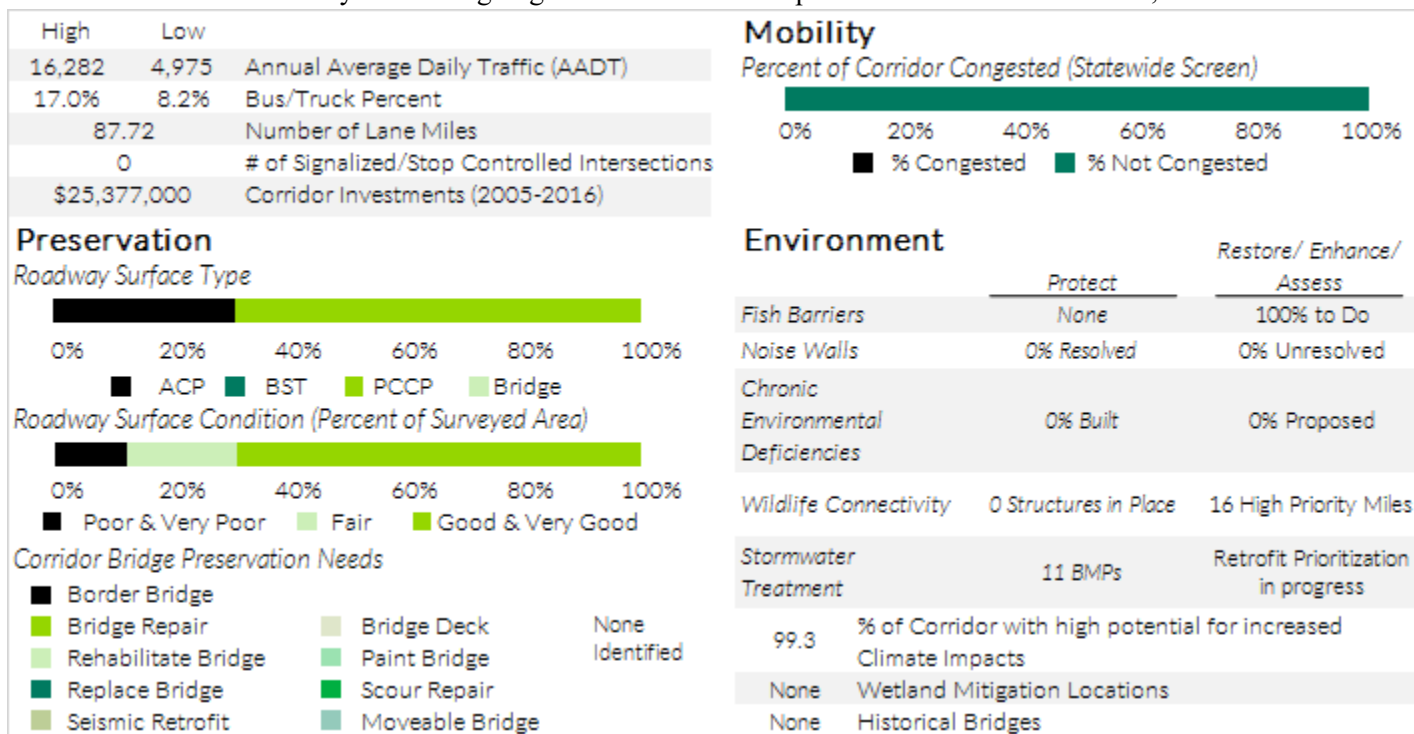 High Low
16,282 4,975 Annual Average Daily Traffic (AADT)
17.0% 8.2% Bus/Truck Percent
87.72 Number of Lane Miles
0 # of Signalized/Stop Controlled Intersections
$25,377,000 Corridor Investments (2005-2016)
Mobility
Percent of Corridor Congested (Statewide Screen)
0% 20% 40% 60% 80% 100%
% Congested % Not Congested
Preservation
Roadway Surface Type
0% 20% 40% 60% 80% 100%
ACP BST PCCP Bridge
Roadway Surface Condition (Percent of Surveyed Area)
0% 20% 40% 60% 80% 100%
Poor & Very Poor Fair Good & Very Good
Corridor Bridge Preservation Needs
Border Bridge
Bridge Repair Bridge Deck None
Rehabilitate Bridge Paint Bridge Identified
Replace Bridge Scour Repair
Seismic Retrofit Moveable Bridge
Environment
Restore/ Enhance/
Protect Assess
Fish Barriers None 100% to Do
Noise Walls 0% Resolved 0% Unresolved
Chronic
Environmental 0% Built 0% Proposed
Deficiencies
Wildlife Connectivity 0 Structures in Place 16 High Priority Miles
Stormwater Retrofit Prioritization
Treatment 11 BMPs in progress
99.3 % of Corridor with high potential for increased
Climate Impacts
None Wetland Mitigation Locations
None Historical Bridges